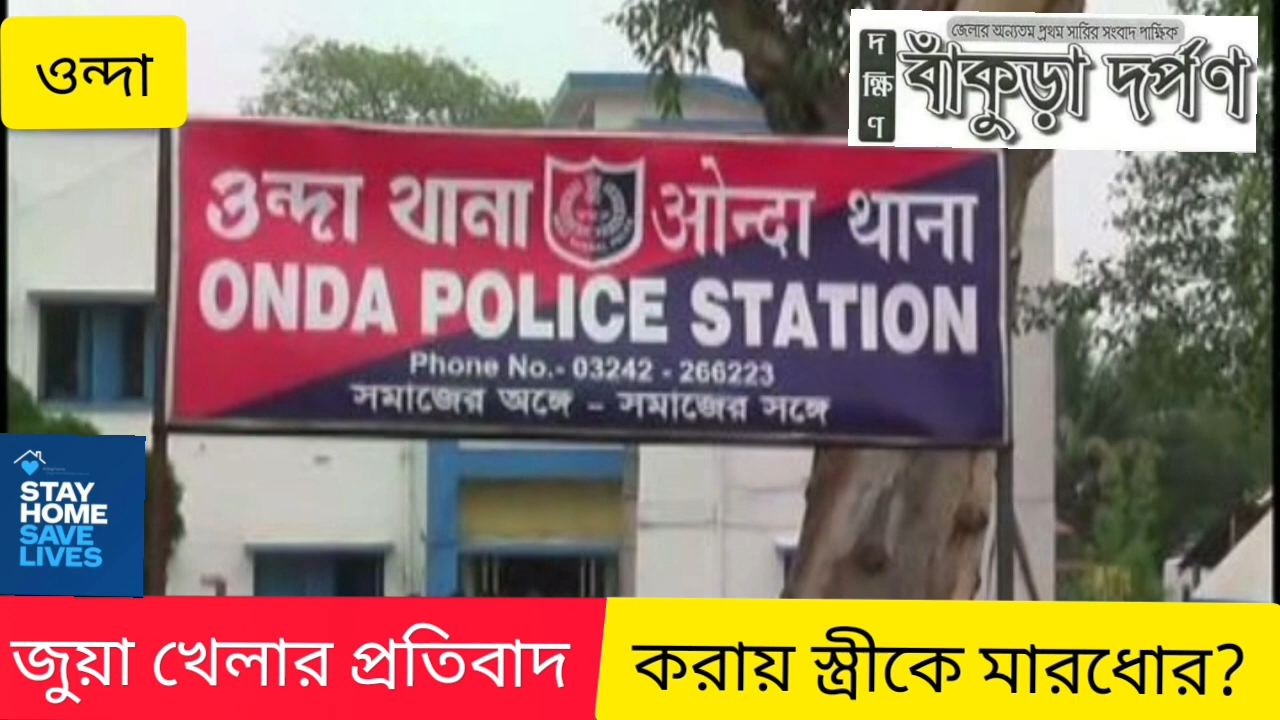 ওন্দা
জেলার অন্যতম প্রথম সারির সংবাদ পাক্ষিক
দক্ষিণ
বাঁকুড়া দর্পণ
ওন্দা থানা ओन्दा थाना
ONDA POLICE STATION
Phone No.- 03242 - 266223
সমাজের অঙ্গে – সমাজের সঙ্গে
STAY
HOME
SAVE
LIVES
জুয়া খেলার প্রতিবাদ করায় স্ত্রীকে মারধোর?